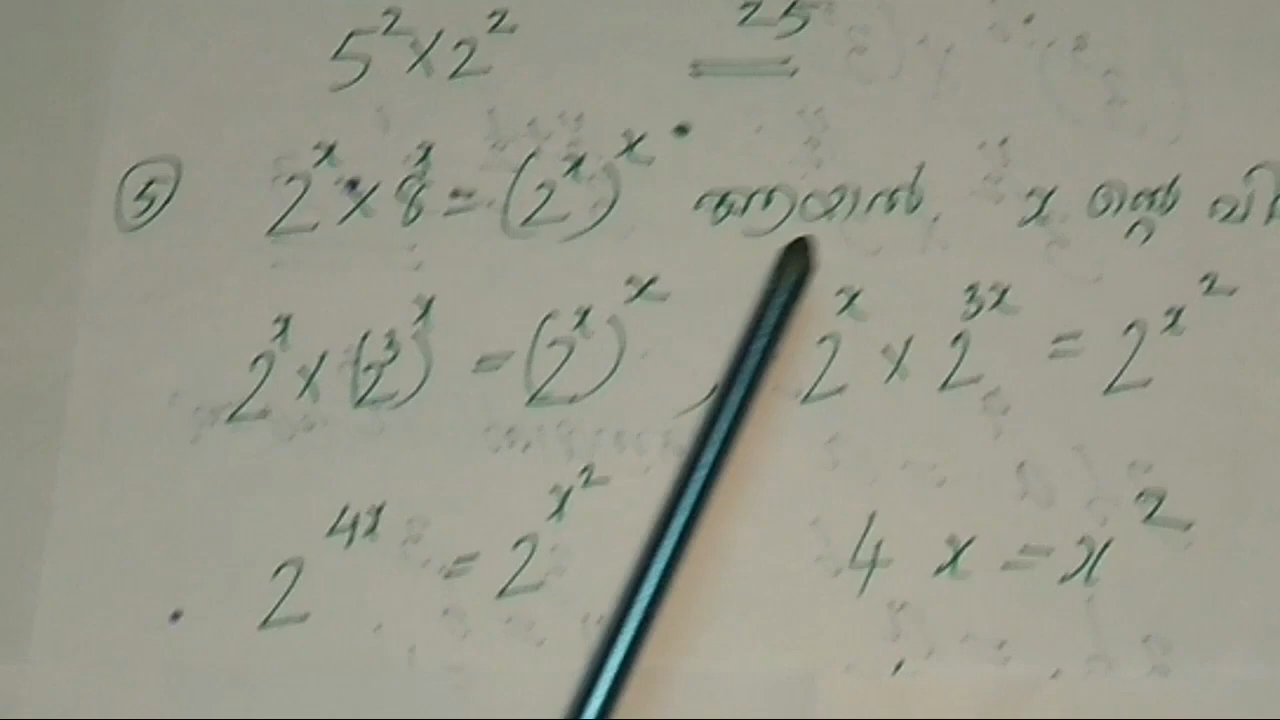 5² × 2² 25
⑤ 2ˣ × 8ˣ = (2ˣ)ˣ ആയാൽ x ന്റെ
2ˣ × (2³)ˣ = (2ˣ)ˣ , 2ˣ × 2³ˣ = 2^x²
2⁴ˣ = 2^x² 4x = x²